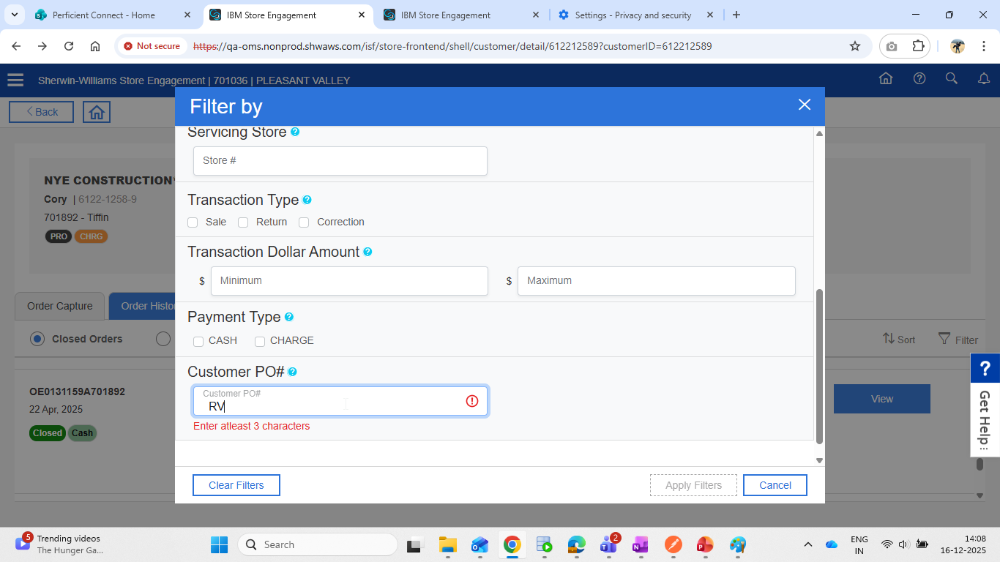 Perficient Connect - Home
IBM Store Engagement
IBM Store Engagement
Settings - Privacy and security
Not secure
https://qa-oms.nonprod.shwaws.com/isf/store-frontend/shell/customer/detail/612212589?customerID=612212589
Sherwin-Williams Store Engagement | 701036 | PLEASANT VALLEY
Back
Filter by
NYE CONSTRUCTION
Cory | 6122-1258-9
701892 - Tiffin
PRO CHRG
Servicing Store
Store #
Transaction Type
Sale Return Correction
Transaction Dollar Amount
$ Minimum $ Maximum
Payment Type
CASH CHARGE
Customer PO#
Customer PO#
RV
Enter atleast 3 characters
Clear Filters Apply Filters Cancel
Order Capture Order Histo
Closed Orders
Sort Filter
OE0131159A701892
22 Apr, 2025
Closed Cash
View
?
Get Help
5
Trending videos
The Hunger Ga...
Search
2
ENG
IN
14:08
16-12-2025